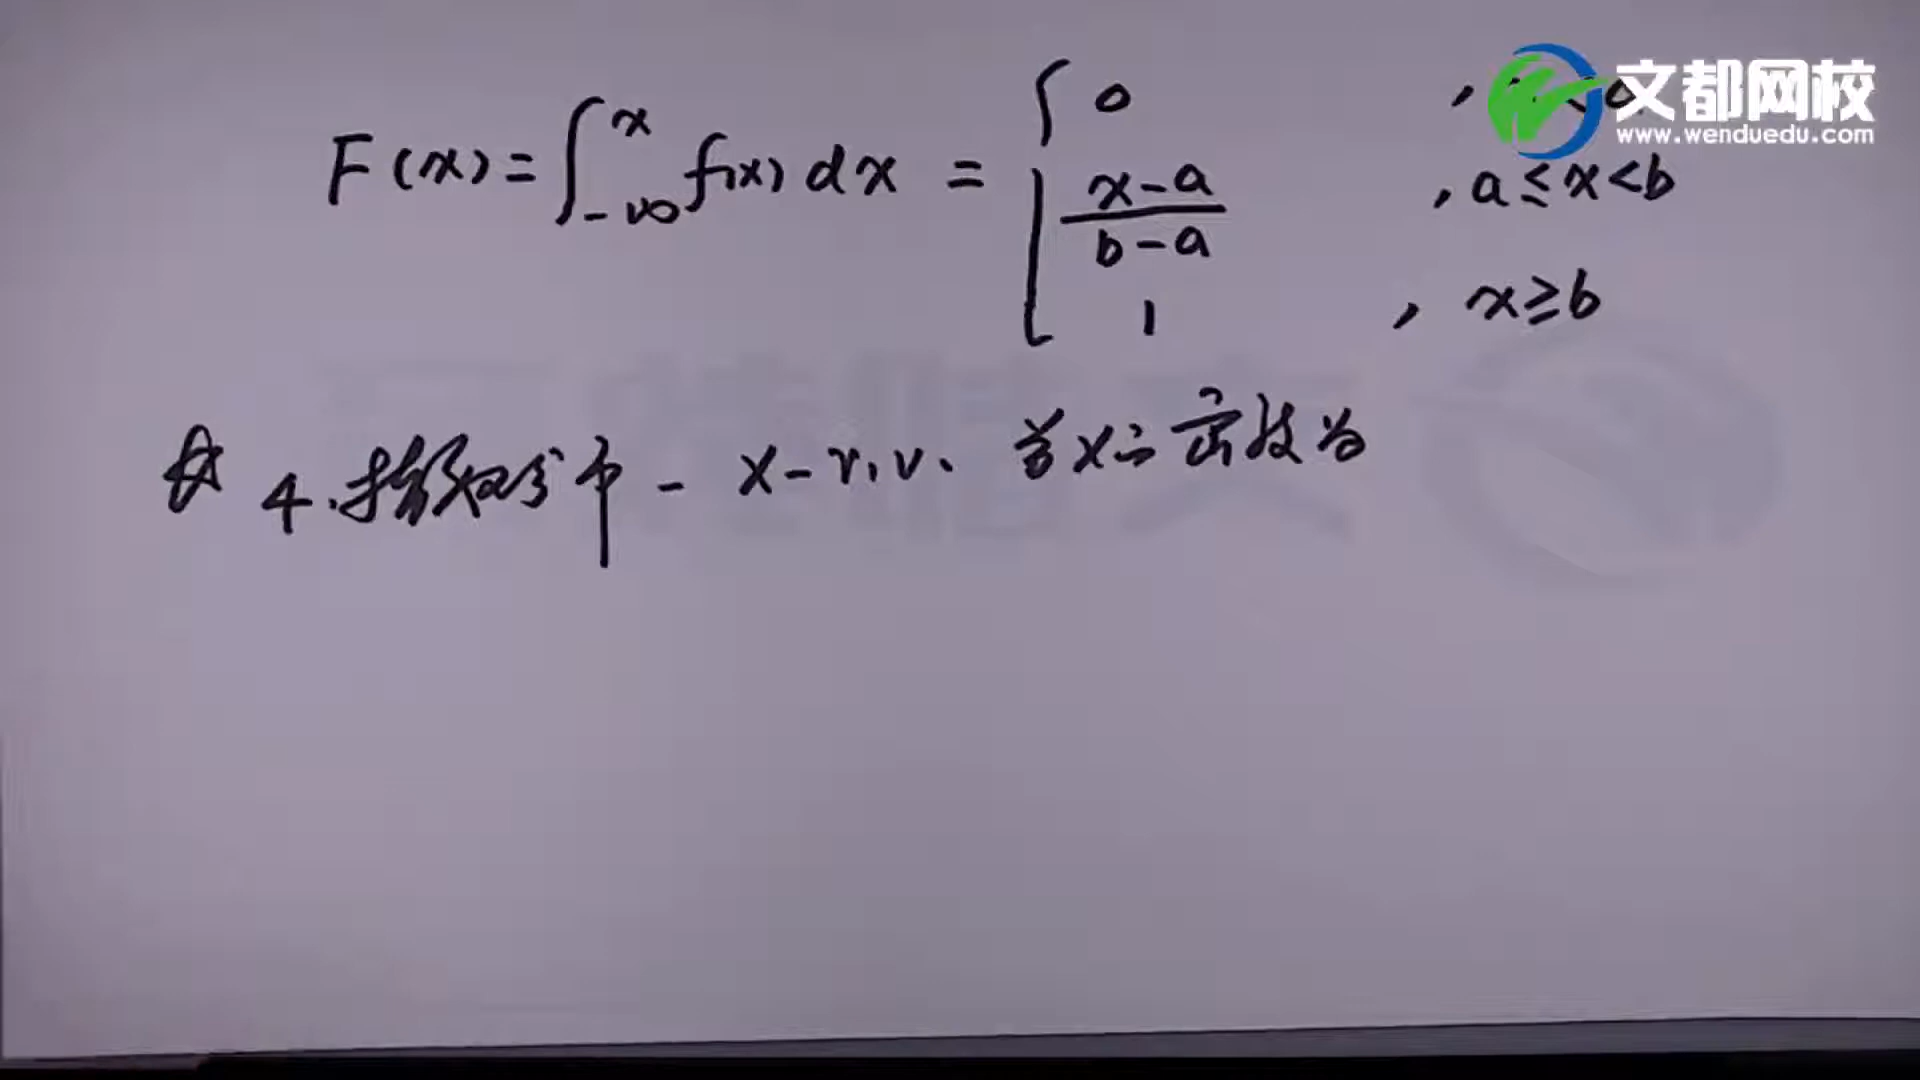 文都网校
www.wenduedu.com
F(x) = ∫_{-∞}^{x} f(x) dx = { 0
x-a / b-a , a ≤ x < b
1 , x ≥ b
☆ 4. 指数分布 - X - r.v. 若X之密度为